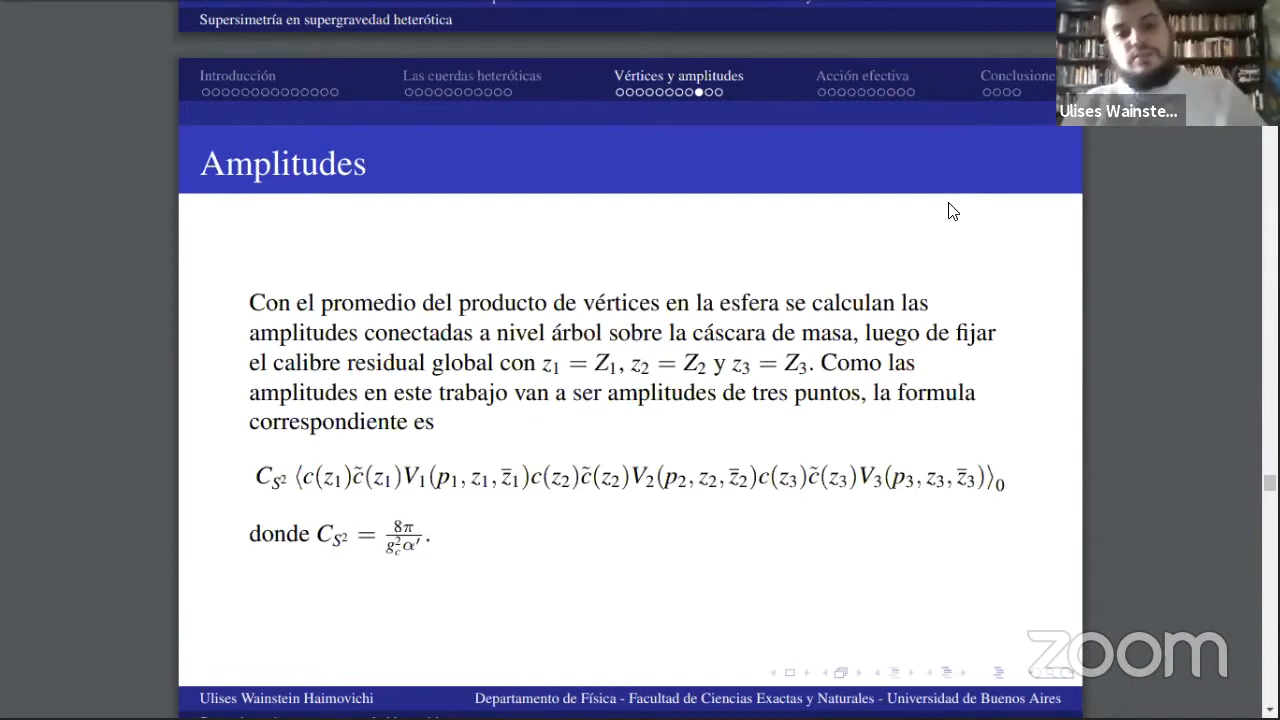 Supersimetría en supergravedad heterótica
Introducción Las cuerdas heteróticas Vértices y amplitudes Acción efectiva Conclusione
Ulises Wainste...
Amplitudes
Con el promedio del producto de vértices en la esfera se calculan las
amplitudes conectadas a nivel árbol sobre la cáscara de masa, luego de fijar
el calibre residual global con z₁ = Z₁, z₂ = Z₂ y z₃ = Z₃. Como las
amplitudes en este trabajo van a ser amplitudes de tres puntos, la formula
correspondiente es
C_{S²} ⟨c(z₁)c̃(z₁)V₁(p₁, z₁, z̄₁)c(z₂)c̃(z₂)V₂(p₂, z₂, z̄₂)c(z₃)c̃(z₃)V₃(p₃, z₃, z̄₃)⟩₀
donde C_{S²} = 8π / g_c² α′.
zoom
Ulises Wainstein Haimovichi Departamento de Física - Facultad de Ciencias Exactas y Naturales - Universidad de Buenos Aires